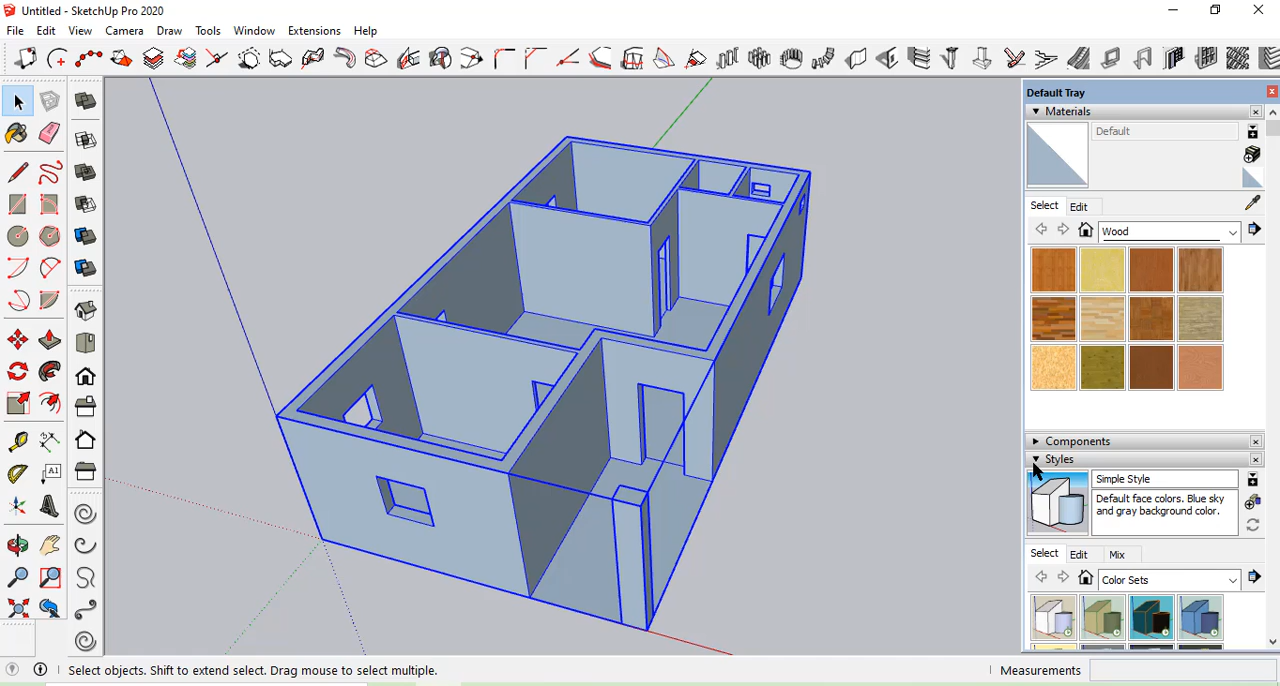 Untitled - SketchUp Pro 2020
File Edit View Camera Draw Tools Window Extensions Help
Default Tray
Materials
Default
Select Edit
Wood
Components
Styles
Simple Style
Default face colors. Blue sky
and gray background color.
Select Edit Mix
Color Sets
AI
Select objects. Shift to extend select. Drag mouse to select multiple.
Measurements